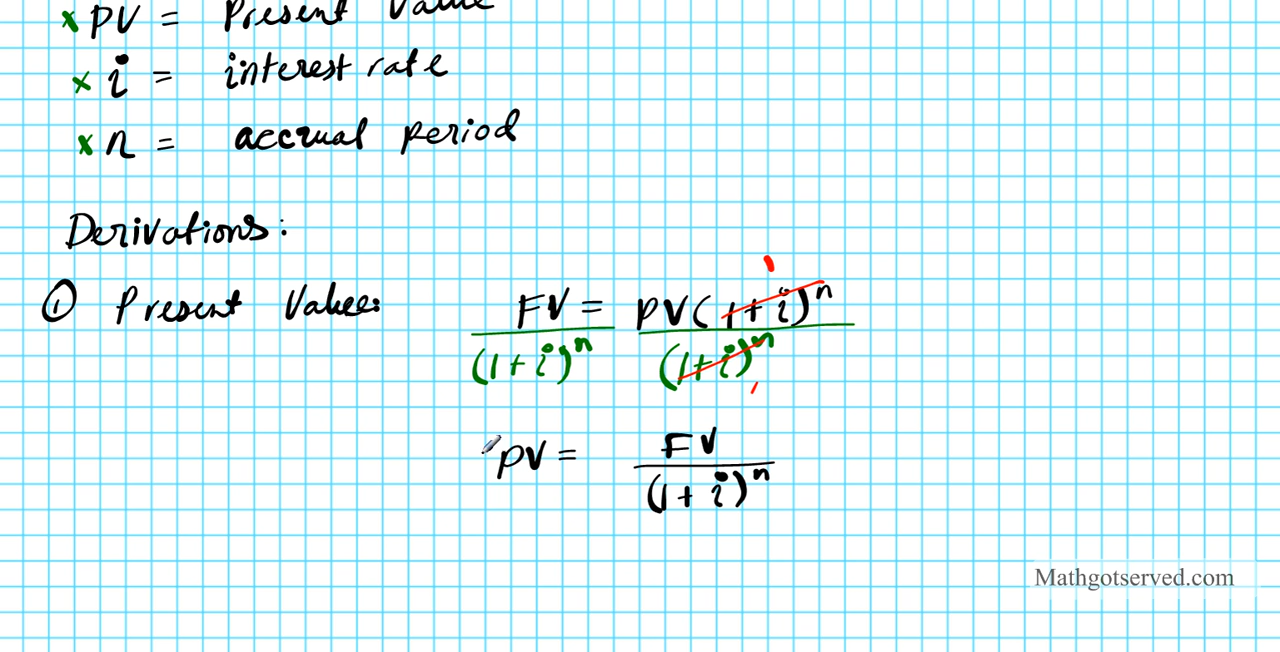 x PV = Present Value
x i = interest rate
x n = accrual period
Derivations:
① Present Value: FV = PV(1+i)^n
(1+i)^n (1+i)^n
PV = FV
(1+i)^n
Mathgotserved.com